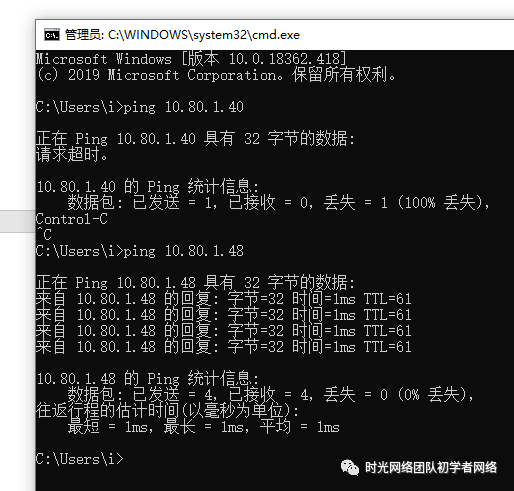 管理员: C:\WINDOWS\system32\cmd.exe
Microsoft Windows [版本 10.0.18362.418]
(c) 2019 Microsoft Corporation。保留所有权利。
C:\Users\i>ping 10.80.1.40
正在 Ping 10.80.1.40 具有 32 字节的数据:
请求超时。
10.80.1.40 的 Ping 统计信息:
数据包: 已发送 = 1，已接收 = 0，丢失 = 1 (100% 丢失)，
Control-C
^C
C:\Users\i>ping 10.80.1.48
正在 Ping 10.80.1.48 具有 32 字节的数据:
来自 10.80.1.48 的回复: 字节=32 时间=1ms TTL=61
来自 10.80.1.48 的回复: 字节=32 时间=1ms TTL=61
来自 10.80.1.48 的回复: 字节=32 时间=1ms TTL=61
来自 10.80.1.48 的回复: 字节=32 时间=1ms TTL=61
10.80.1.48 的 Ping 统计信息:
数据包: 已发送 = 4，已接收 = 4，丢失 = 0 (0% 丢失)，
往返行程的估计时间(以毫秒为单位):
最短 = 1ms，最长 = 1ms，平均 = 1ms
C:\Users\i>
时光网络团队初学者网络